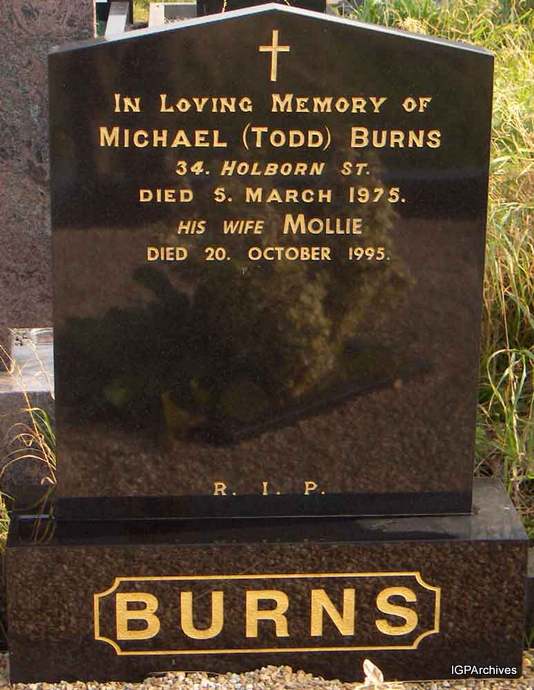 In Loving Memory of
Michael (Todd) Burns
34. Holborn St.
Died 5. March 1975.
His wife Mollie
Died 20. October 1995.
R. I. P.
BURNS
IGPArchives